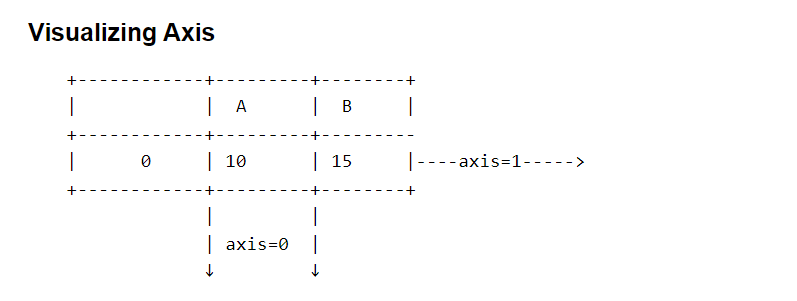 Visualizing Axis
+------------+---------+--------+
|            |  A      |  B     |
+------------+---------+---------
|      0     | 10      | 15     |----axis=1----->
+------------+---------+--------+
             |         |
             | axis=0  |
             ↓         ↓